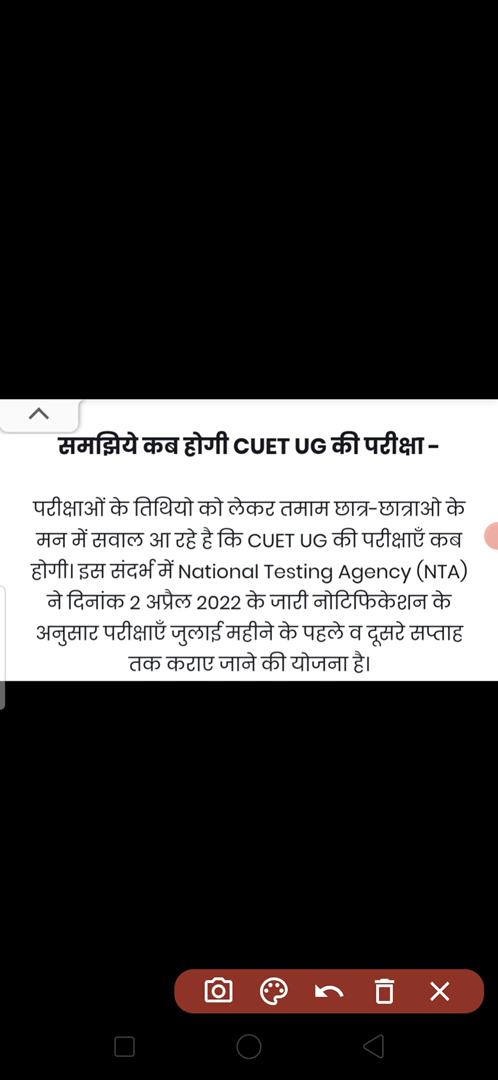 समझिये कब होगी CUET UG की परीक्षा -
परीक्षाओं के तिथियो को लेकर तमाम छात्र-छात्राओ के
मन में सवाल आ रहे है कि CUET UG की परीक्षाएँ कब
होगी। इस संदर्भ में National Testing Agency (NTA)
ने दिनांक 2 अप्रैल 2022 के जारी नोटिफिकेशन के
अनुसार परीक्षाएँ जुलाई महीने के पहले व दूसरे सप्ताह
तक कराए जाने की योजना है।